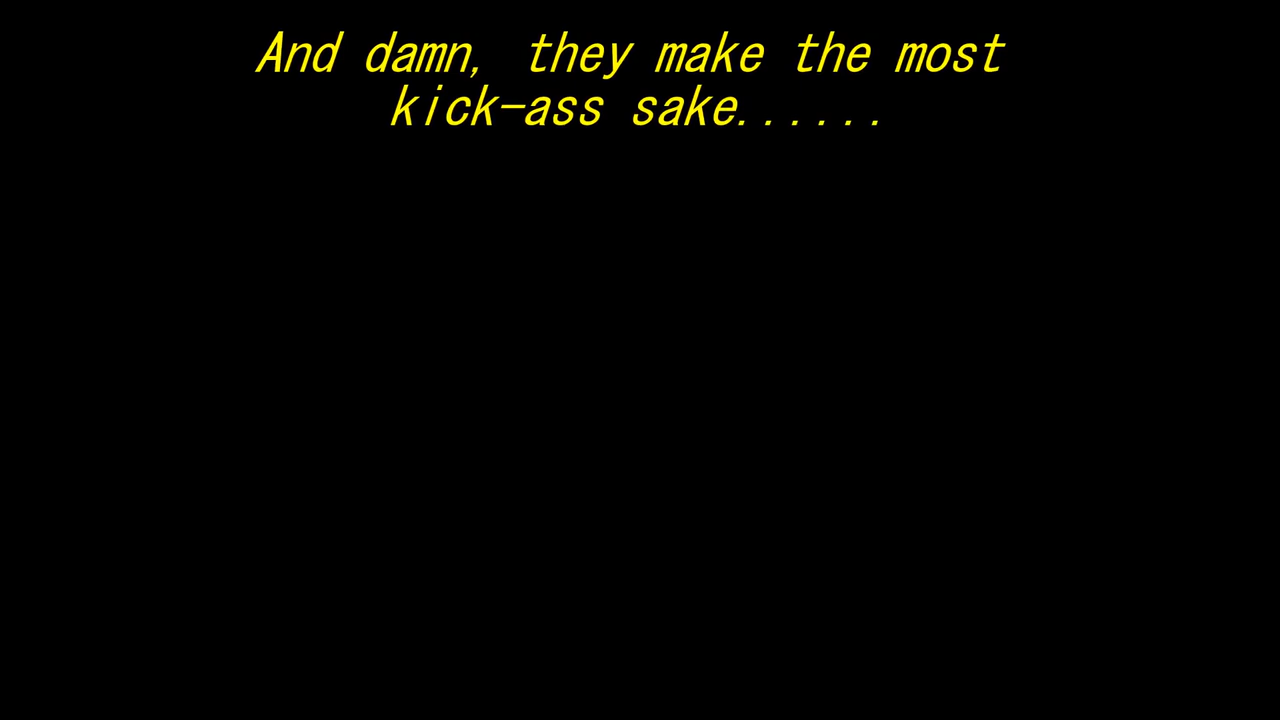 And damn, they make the most
kick-ass sake......